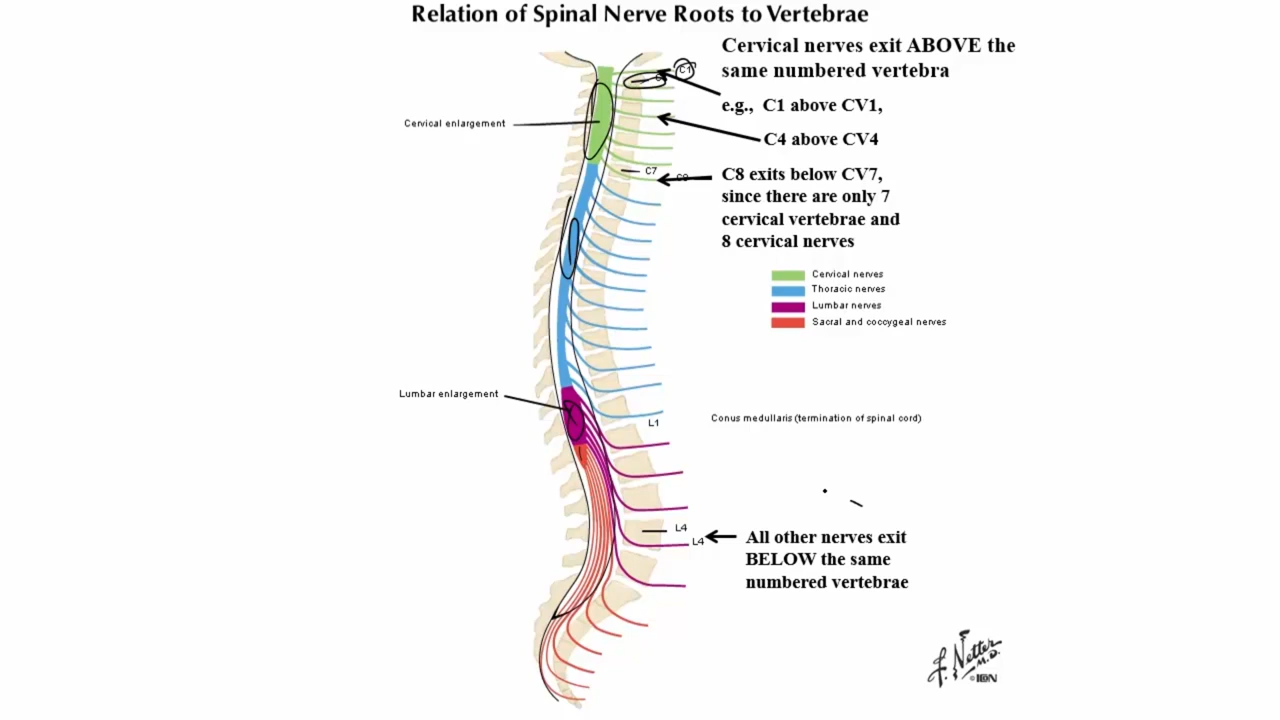 Relation of Spinal Nerve Roots to Vertebrae
Cervical nerves exit ABOVE the
same numbered vertebra
C1
e.g.,  C1 above CV1,
C4 above CV4
Cervical enlargement
C7
C8
C8 exits below CV7,
since there are only 7
cervical vertebrae and
8 cervical nerves
Cervical nerves
Thoracic nerves
Lumbar nerves
Sacral and coccygeal nerves
Lumbar enlargement
L1
Conus medullaris (termination of spinal cord)
L4
L4
All other nerves exit
BELOW the same
numbered vertebrae
F. Netter
M.D.